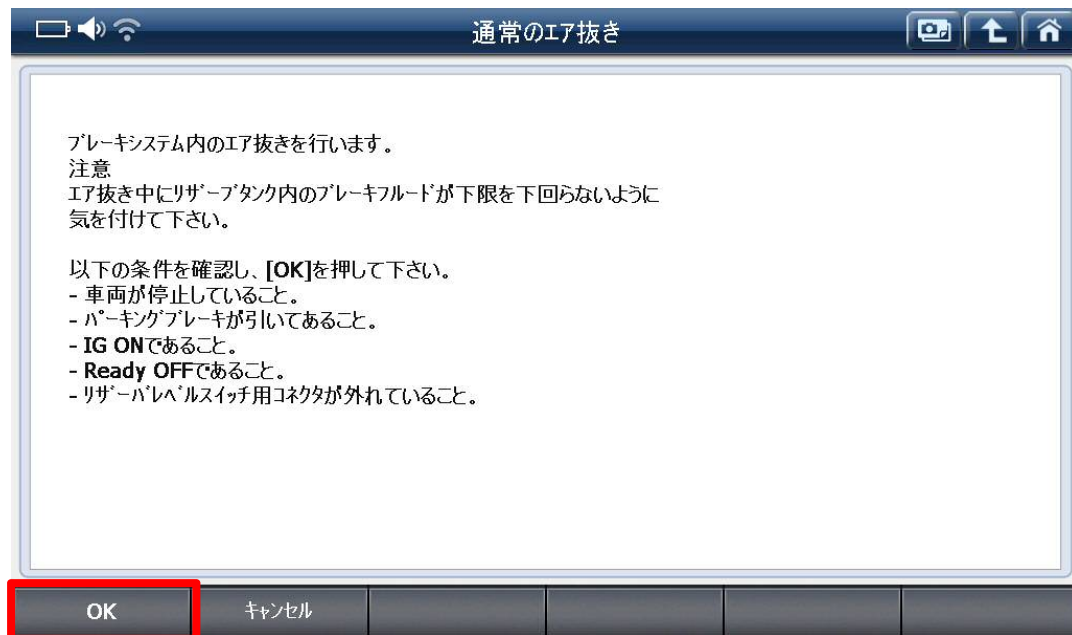 通常のｴｱ抜き
ﾌﾞﾚｰｷｼｽﾃﾑ内のｴｱ抜きを行います。
注意
ｴｱ抜き中にﾘｻﾞｰﾌﾞﾀﾝｸ内のﾌﾞﾚｰｷﾌﾙｰﾄﾞが下限を下回らないように
気を付けて下さい。
以下の条件を確認し、[OK]を押して下さい。
- 車両が停止していること。
- ﾊﾟｰｷﾝｸﾞﾌﾞﾚｰｷが引いてあること。
- IG ONであること。
- Ready OFFであること。
- ﾘｻﾞｰﾊﾞﾚﾍﾞﾙｽｲｯﾁ用ｺﾈｸﾀが外れていること。
OK
ｷｬﾝｾﾙ